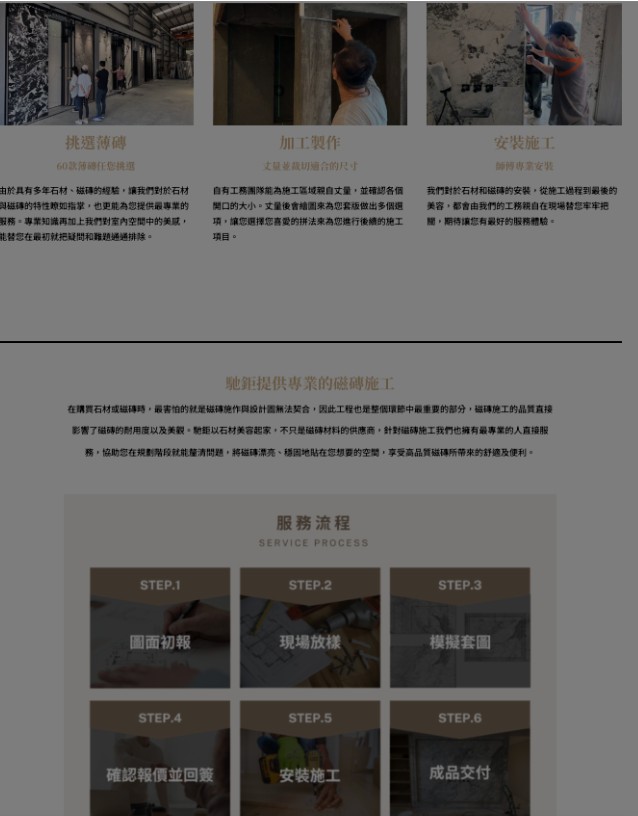 挑選薄磚
60款薄磚任您挑選
由於具有多年石材、磁磚的經驗，讓我們對於石材
與磁磚的特性瞭如指掌，也更能為您提供最專業的
服務。專業知識再加上我們對室內空間中的美感，
能替您在最初就把疑問和難題通通排除。
加工製作
丈量並裁切適合的尺寸
自有工務團隊能為施工區域親自丈量，並確認各個
開口的大小。丈量後會繪圖來為您套版做出多個選
項，讓您選擇您喜愛的拼法來為您進行後續的施工
項目。
安裝施工
師傅專業安裝
我們對於石材和磁磚的安裝，從施工過程到最後的
美容，都會由我們的工務親自在現場替您牢牢把
關，期待讓您有最好的服務體驗。
馳鉅提供專業的磁磚施工
在購買石材或磁磚時，最害怕的就是磁磚施作與設計圖無法契合，因此工程也是整個環節中最重要的部分，磁磚施工的品質直接
影響了磁磚的耐用度以及美觀。馳鉅以石材美容起家，不只是磁磚材料的供應商，針對磁磚施工我們也擁有最專業的人直接服
務，協助您在規劃階段就能釐清問題，將磁磚漂亮、穩固地貼在您想要的空間，享受高品質磁磚所帶來的舒適及便利。
服務流程
SERVICE PROCESS
STEP.1
圖面初報
STEP.2
現場放樣
STEP.3
模擬套圖
STEP.4
確認報價並回簽
STEP.5
安裝施工
STEP.6
成品交付